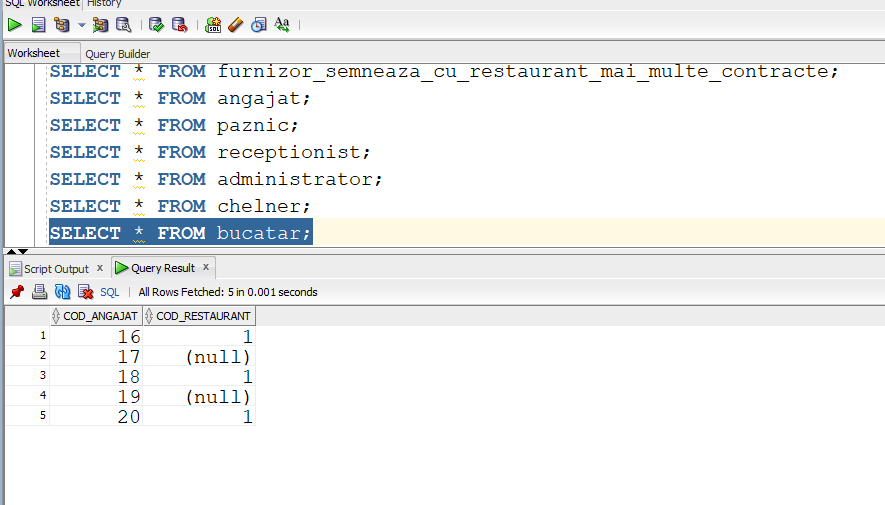 SQL Worksheet History
Worksheet Query Builder
SELECT * FROM furnizor_semneaza_cu_restaurant_mai_multe_contracte;
SELECT * FROM angajat;
SELECT * FROM paznic;
SELECT * FROM receptionist;
SELECT * FROM administrator;
SELECT * FROM chelner;
SELECT * FROM bucatar;
Script Output x Query Result x
SQL | All Rows Fetched: 5 in 0.001 seconds
COD_ANGAJAT COD_RESTAURANT
1 16 1
2 17 (null)
3 18 1
4 19 (null)
5 20 1